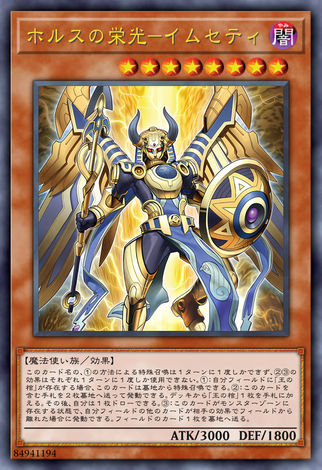 ホルスの栄光－イムセティ
闇
やみ
【魔法使い族／効果】
このカード名の、①の方法による特殊召喚は１ターンに１度しかできず、②③の
効果はそれぞれ１ターンに１度しか使用できない。①：自分フィールドに「王の
棺」が存在する場合、このカードは墓地から特殊召喚できる。②：このカードを
含む手札を２枚墓地へ送って発動できる。デッキから「王の棺」１枚を手札に加
える。その後、自分は１枚ドローできる。③：このカードがモンスターゾーンに
存在する状態で、自分フィールドの他のカードが相手の効果でフィールドから
離れた場合に発動できる。フィールドのカード１枚を墓地へ送る。
ATK/3000 DEF/1800
84941194